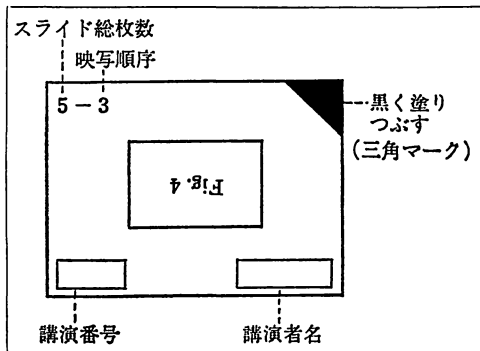 スライド総枚数
映写順序
5 – 3
黒く塗り
つぶす
(三角マーク)
Fig.4
講演番号
講演者名